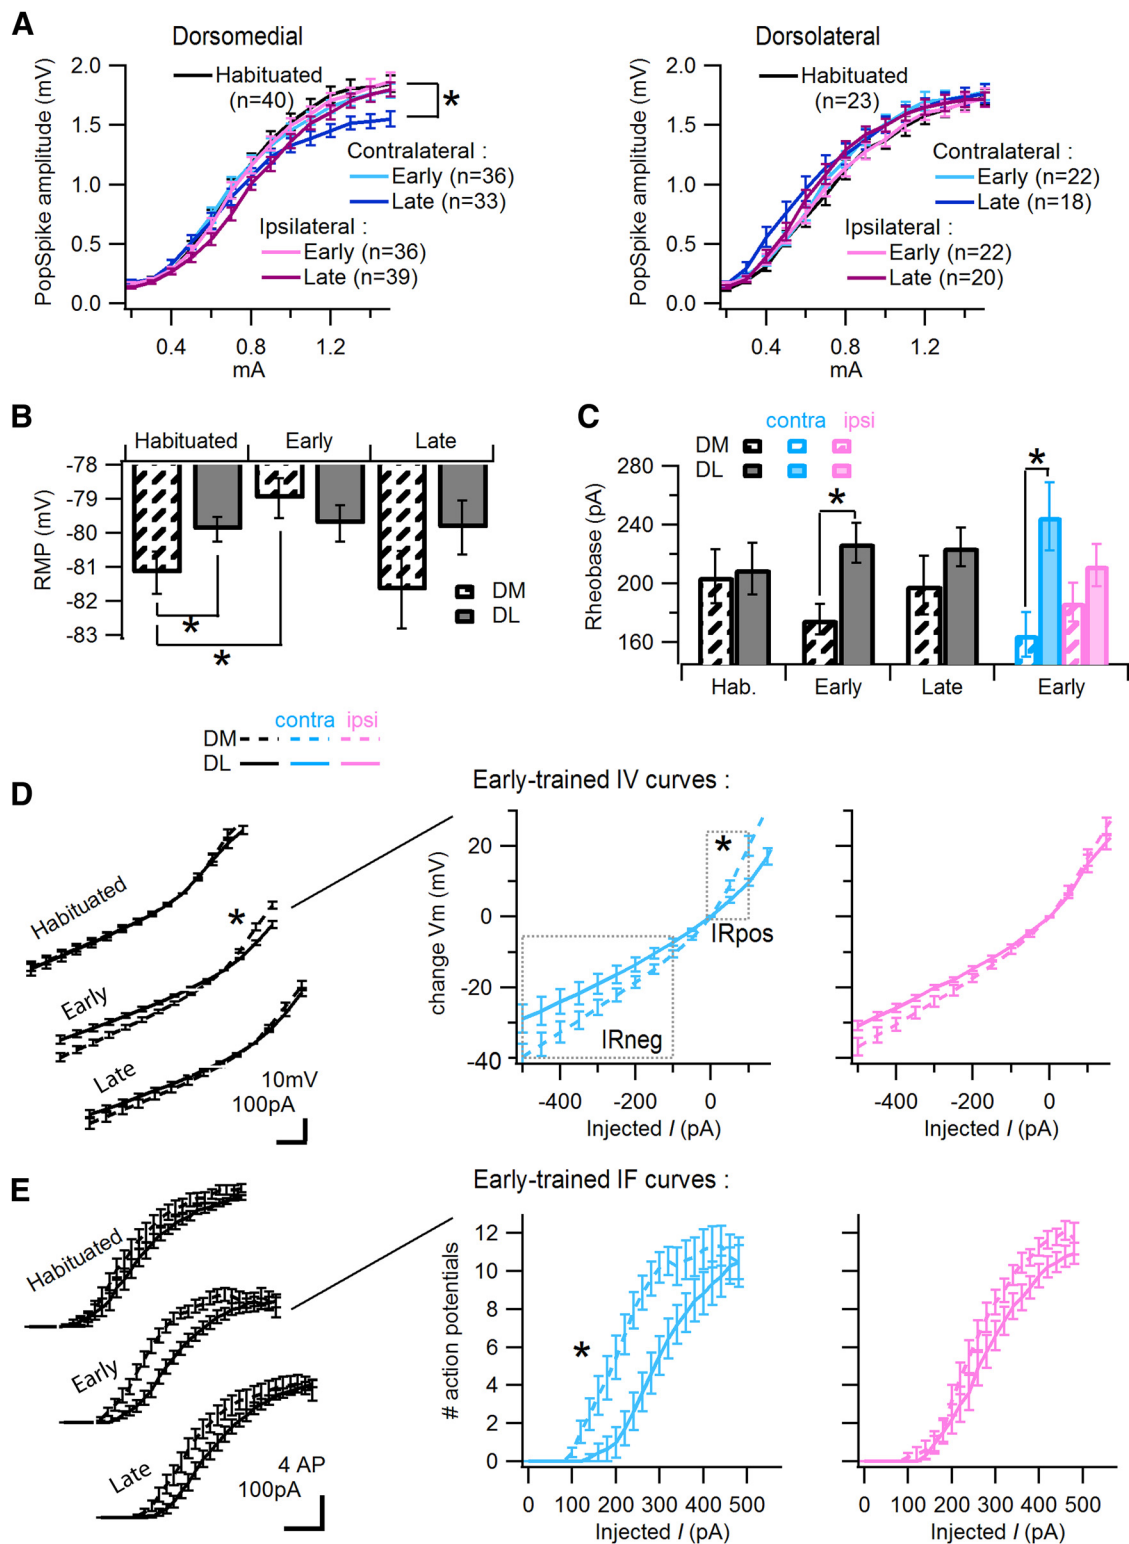 A
Dorsomedial
PopSpike amplitude (mV)
2.0
1.5
1.0
0.5
0.0
Habituated
(n=40)
*
Contralateral :
Early (n=36)
Late (n=33)
Ipsilateral :
Early (n=36)
Late (n=39)
0.4
0.8
1.2
mA
Dorsolateral
PopSpike amplitude (mV)
2.0
1.5
1.0
0.5
0.0
Habituated
(n=23)
Contralateral :
Early (n=22)
Late (n=18)
Ipsilateral :
Early (n=22)
Late (n=20)
0.4
0.8
1.2
mA
B
Habituated
Early
Late
RMP (mV)
-78
-79
-80
-81
-82
-83
*
*
DM
DL
C
contra
ipsi
DM
DL
Rheobase (pA)
280
240
200
160
*
*
Hab.
Early
Late
Early
contra
ipsi
DM
DL
D
Habituated
Early
*
Late
10mV
100pA
Early-trained IV curves :
change Vm (mV)
20
0
-20
-40
*
IRpos
IRneg
-400
-200
0
Injected I (pA)
-400
-200
0
Injected I (pA)
E
Habituated
Early
Late
4 AP
100pA
Early-trained IF curves :
# action potentials
12
10
8
6
4
2
0
*
0 100 200 300 400 500
Injected I (pA)
0 100 200 300 400 500
Injected I (pA)